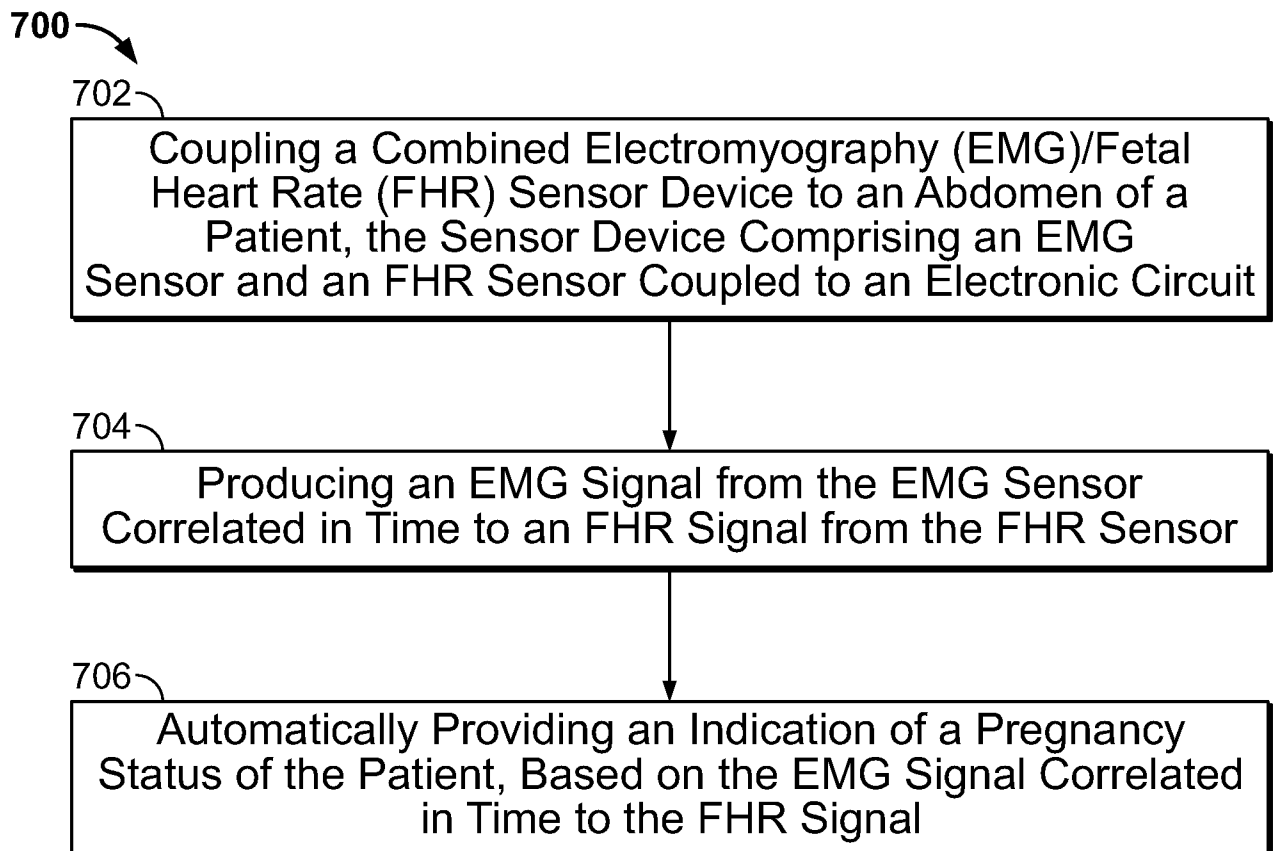 700
702
Coupling a Combined Electromyography (EMG)/Fetal
Heart Rate (FHR) Sensor Device to an Abdomen of a
Patient, the Sensor Device Comprising an EMG
Sensor and an FHR Sensor Coupled to an Electronic Circuit
704
Producing an EMG Signal from the EMG Sensor
Correlated in Time to an FHR Signal from the FHR Sensor
706
Automatically Providing an Indication of a Pregnancy
Status of the Patient, Based on the EMG Signal Correlated
in Time to the FHR Signal